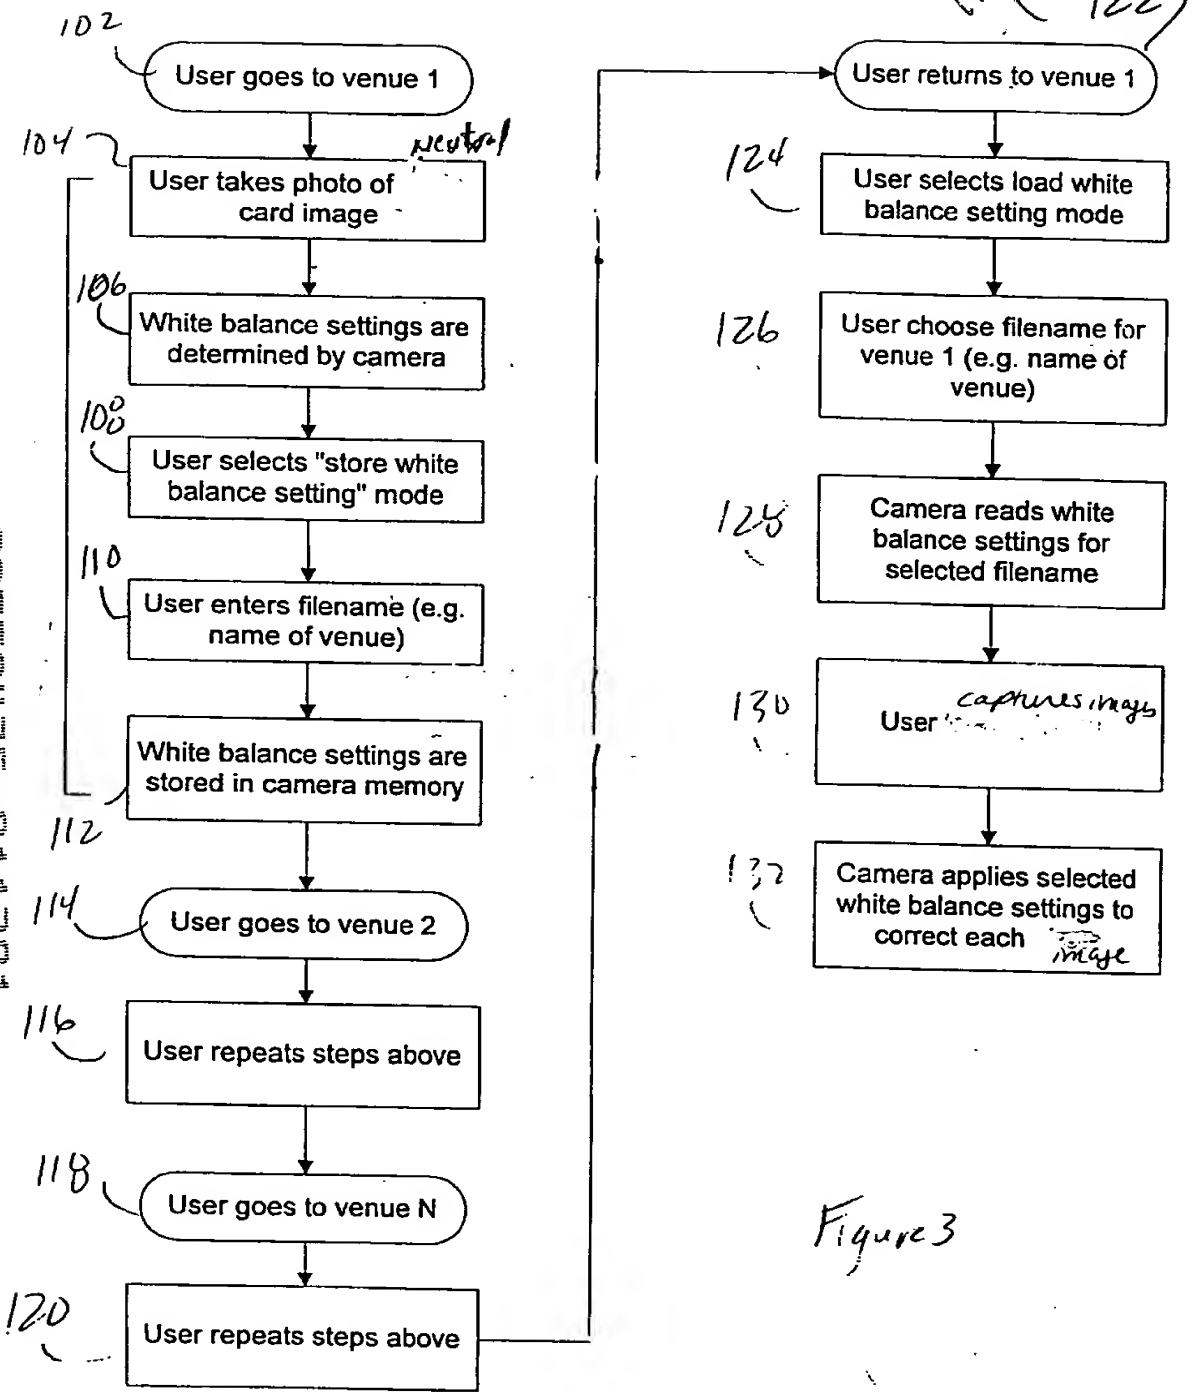 102
User goes to venue 1
104
neutral
User takes photo of
card image
106
White balance settings are
determined by camera
108
User selects "store white
balance setting" mode
110
User enters filename (e.g.
name of venue)
White balance settings are
stored in camera memory
112
114
User goes to venue 2
116
User repeats steps above
118
User goes to venue N
120
User repeats steps above
122
User returns to venue 1
124
User selects load white
balance setting mode
126
User choose filename for
venue 1 (e.g. name of
venue)
128
Camera reads white
balance settings for
selected filename
130
User captures images
132
Camera applies selected
white balance settings to
correct each image
Figure 3